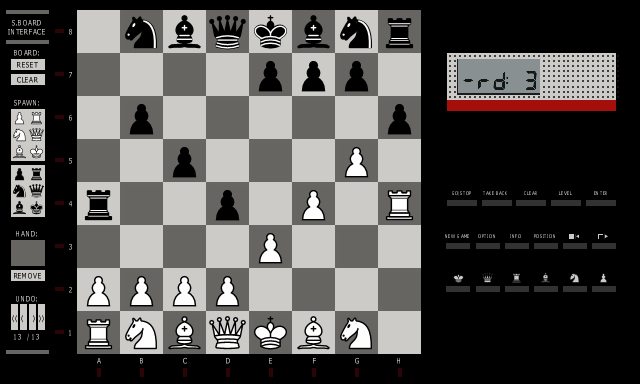 S.BOARD
INTERFACE
BOARD:
RESET
CLEAR
SPAWN:
HAND:
REMOVE
UNDO:
13 /13
8
7
6
5
4
3
2
1
A B C D E F G H
-rd: 3
GO/STOP TAKE BACK CLEAR LEVEL ENTER
NEW GAME OPTION INFO POSITION